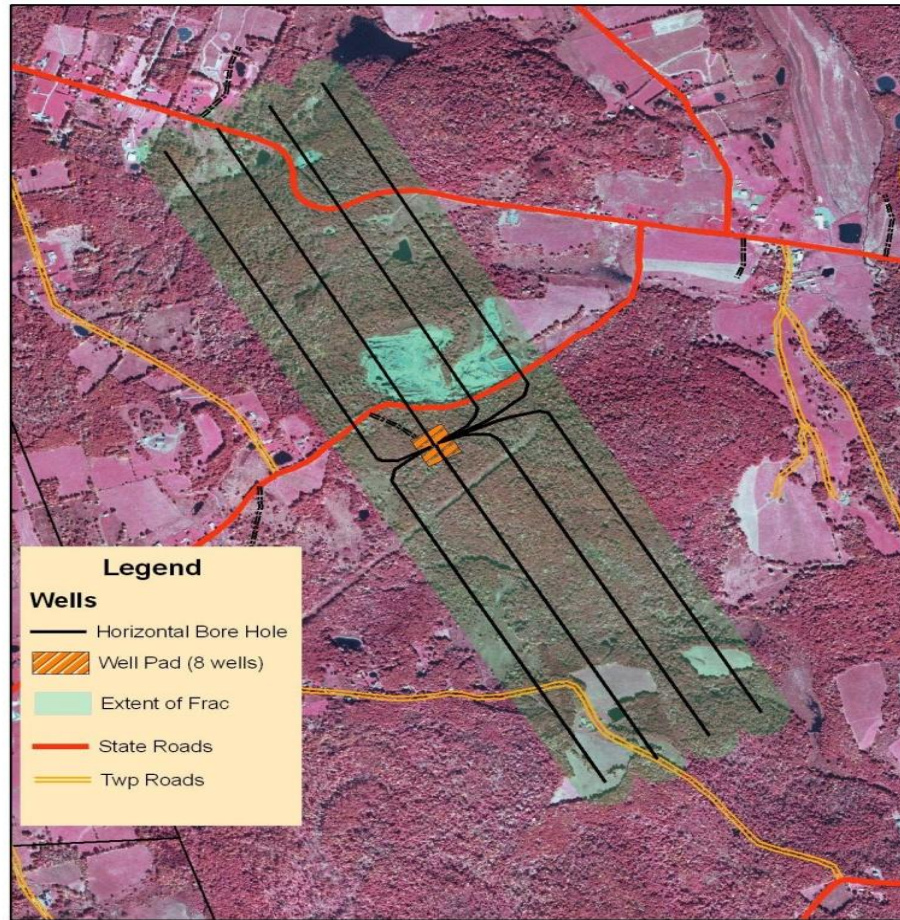 Legend
Wells
Horizontal Bore Hole
Well Pad (8 wells)
Extent of Frac
State Roads
Twp Roads